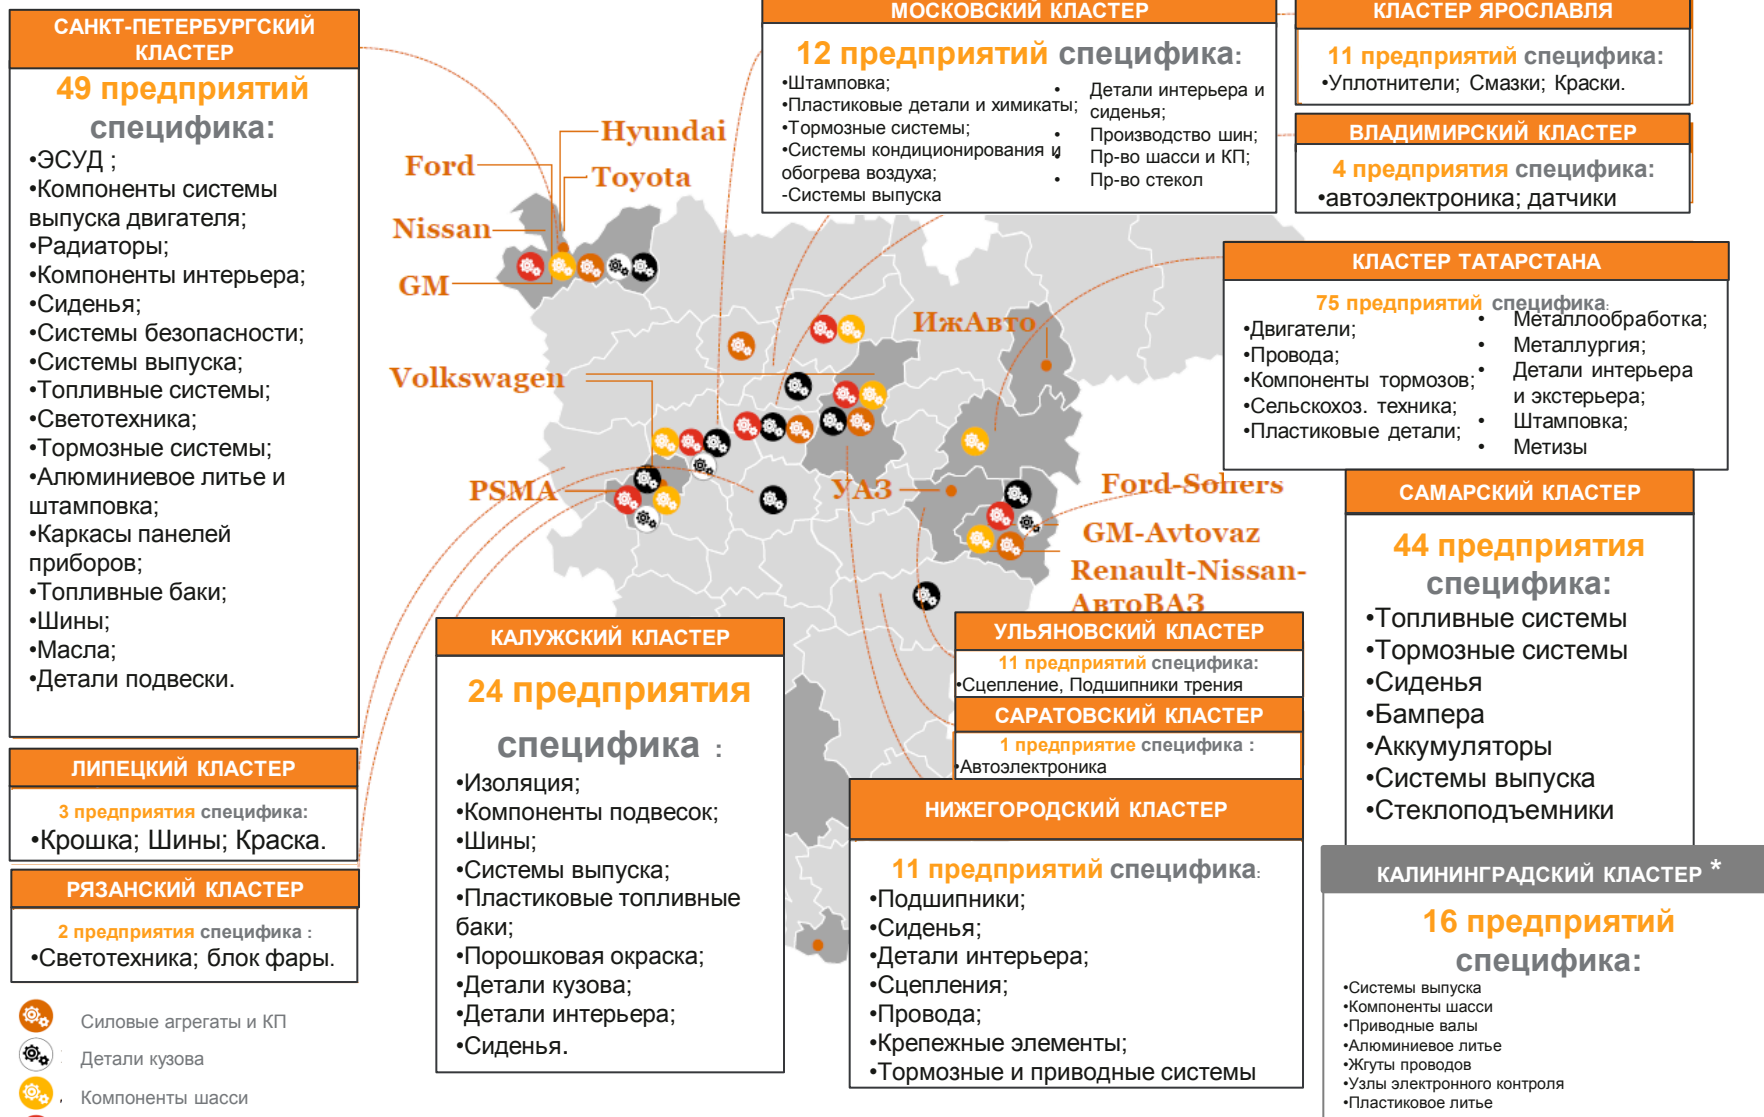 САНКТ-ПЕТЕРБУРГСКИЙ
КЛАСТЕР
49 предприятий
специфика:
•ЭСУД ;
•Компоненты системы
выпуска двигателя;
•Радиаторы;
•Компоненты интерьера;
•Сиденья;
•Системы безопасности;
•Системы выпуска;
•Топливные системы;
•Светотехника;
•Тормозные системы;
•Алюминиевое литье и
штамповка;
•Каркасы панелей
приборов;
•Топливные баки;
•Шины;
•Масла;
•Детали подвески.
ЛИПЕЦКИЙ КЛАСТЕР
3 предприятия специфика:
•Крошка; Шины; Краска.
РЯЗАНСКИЙ КЛАСТЕР
2 предприятия специфика :
•Светотехника; блок фары.
Силовые агрегаты и КП
Детали кузова
Компоненты шасси
МОСКОВСКИЙ КЛАСТЕР
12 предприятий специфика:
•Штамповка;
•Пластиковые детали и химикаты;
•Тормозные системы;
•Системы кондиционирования и
обогрева воздуха;
-Системы выпуска
• Детали интерьера и
сиденья;
• Производство шин;
• Пр-во шасси и КП;
• Пр-во стекол
КЛАСТЕР ЯРОСЛАВЛЯ
11 предприятий специфика:
•Уплотнители; Смазки; Краски.
ВЛАДИМИРСКИЙ КЛАСТЕР
4 предприятия специфика:
•автоэлектроника; датчики
КЛАСТЕР ТАТАРСТАНА
75 предприятий специфика:
•Двигатели;
•Провода;
•Компоненты тормозов;
•Сельскохоз. техника;
•Пластиковые детали;
• Металлообработка;
• Металлургия;
• Детали интерьера
и экстерьера;
• Штамповка;
• Метизы
Hyundai
Ford
Toyota
Nissan
GM
ИжАвто
Volkswagen
PSMA
УАЗ
Ford-Sollers
GM-Avtovaz
Renault-Nissan-
АвтоВАЗ
САМАРСКИЙ КЛАСТЕР
44 предприятия
специфика:
•Топливные системы
•Тормозные системы
•Сиденья
•Бампера
•Аккумуляторы
•Системы выпуска
•Стеклоподъемники
КАЛУЖСКИЙ КЛАСТЕР
24 предприятия
специфика :
•Изоляция;
•Компоненты подвесок;
•Шины;
•Системы выпуска;
•Пластиковые топливные
баки;
•Порошковая окраска;
•Детали кузова;
•Детали интерьера;
•Сиденья.
УЛЬЯНОВСКИЙ КЛАСТЕР
11 предприятий специфика:
•Сцепление, Подшипники трения
САРАТОВСКИЙ КЛАСТЕР
1 предприятие специфика :
•Автоэлектроника
НИЖЕГОРОДСКИЙ КЛАСТЕР
11 предприятий специфика:
•Подшипники;
•Сиденья;
•Детали интерьера;
•Сцепления;
•Провода;
•Крепежные элементы;
•Тормозные и приводные системы
КАЛИНИНГРАДСКИЙ КЛАСТЕР *
16 предприятий
специфика:
•Системы выпуска
•Компоненты шасси
•Приводные валы
•Алюминиевое литье
•Жгуты проводов
•Узлы электронного контроля
•Пластиковое литье